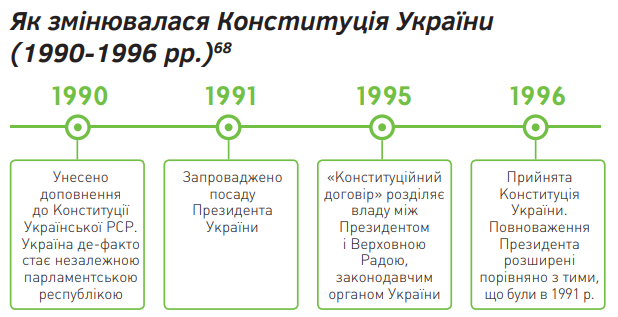 Як змінювалася Конституція України
(1990-1996 рр.)⁶⁸
1990
Унесено
доповнення
до Конституції
Української РСР.
Україна де-факто
стає незалежною
парламентською
республікою
1991
Запроваджено
посаду
Президента
України
1995
«Конституційний
договір» розділяє
владу між
Президентом
і Верховною
Радою,
законодавчим
органом України
1996
Прийнята
Конституція
України.
Повноваження
Президента
розширені
порівняно з тими,
що були в 1991 р.